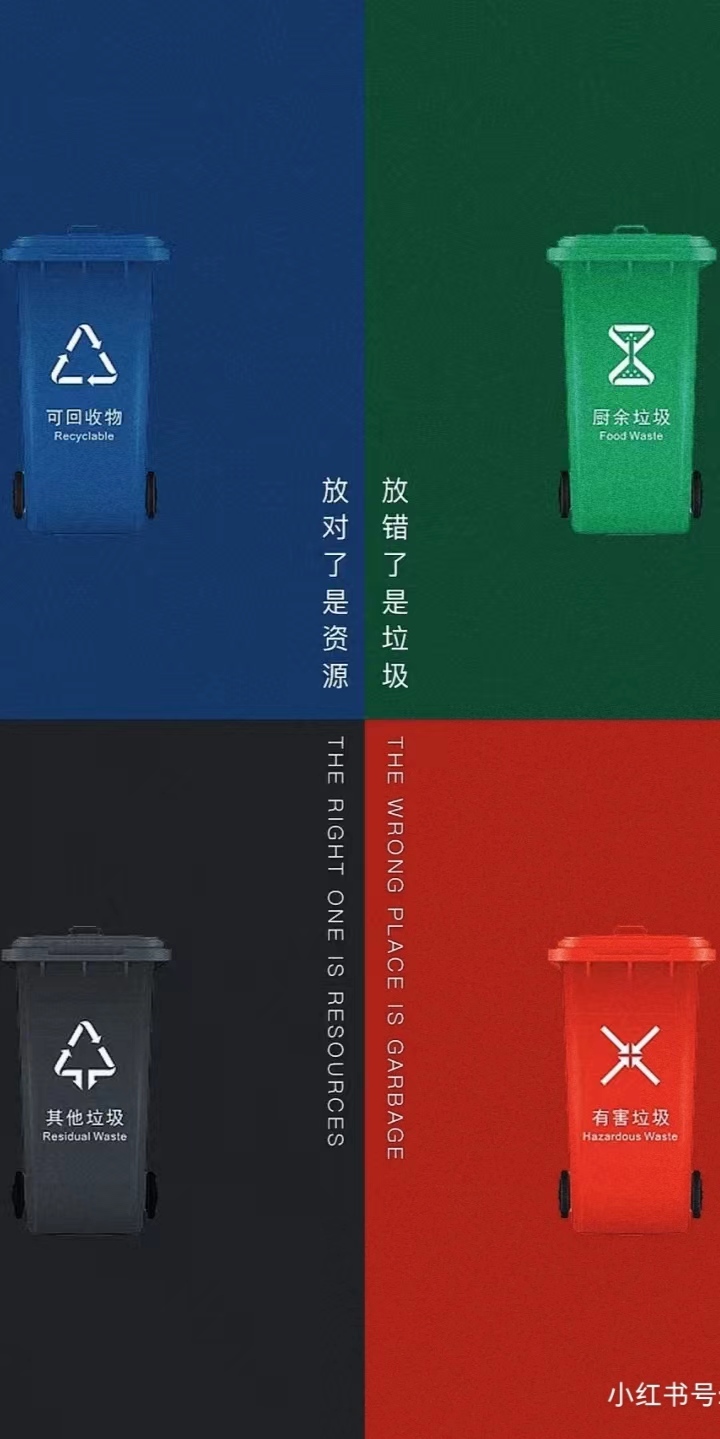 可回收物
Recyclable
厨余垃圾
Food Waste
放对了是资源
放错了是垃圾
THE RIGHT ONE IS RESOURCES
THE WRONG PLACE IS GARBAGE
其他垃圾
Residual Waste
有害垃圾
Hazardous Waste
小红书号